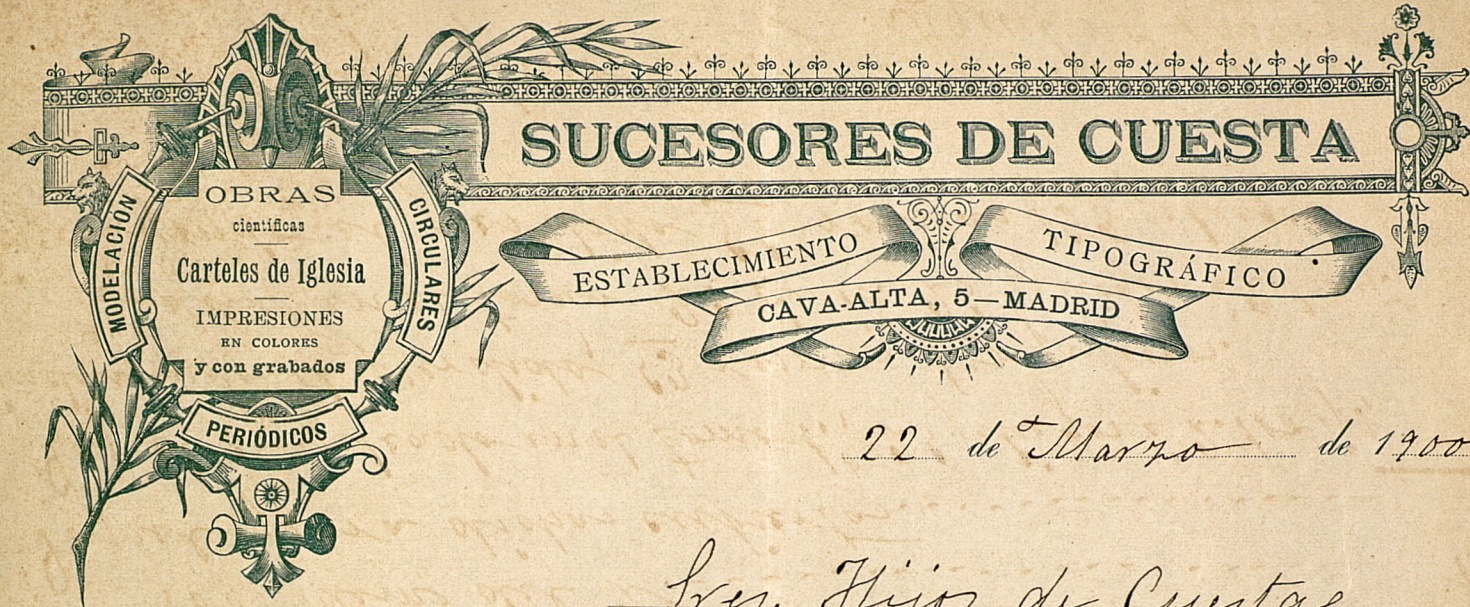 SUCESORES DE CUESTA
ESTABLECIMIENTO TIPOGRÁFICO
CAVA-ALTA, 5—MADRID
MODELACIÓN
OBRAS
científicas
Carteles de Iglesia
IMPRESIONES
EN COLORES
y con grabados
CIRCULARES
PERIÓDICOS
22 de Marzo de 1900
Sres. Hijos de Cuesta